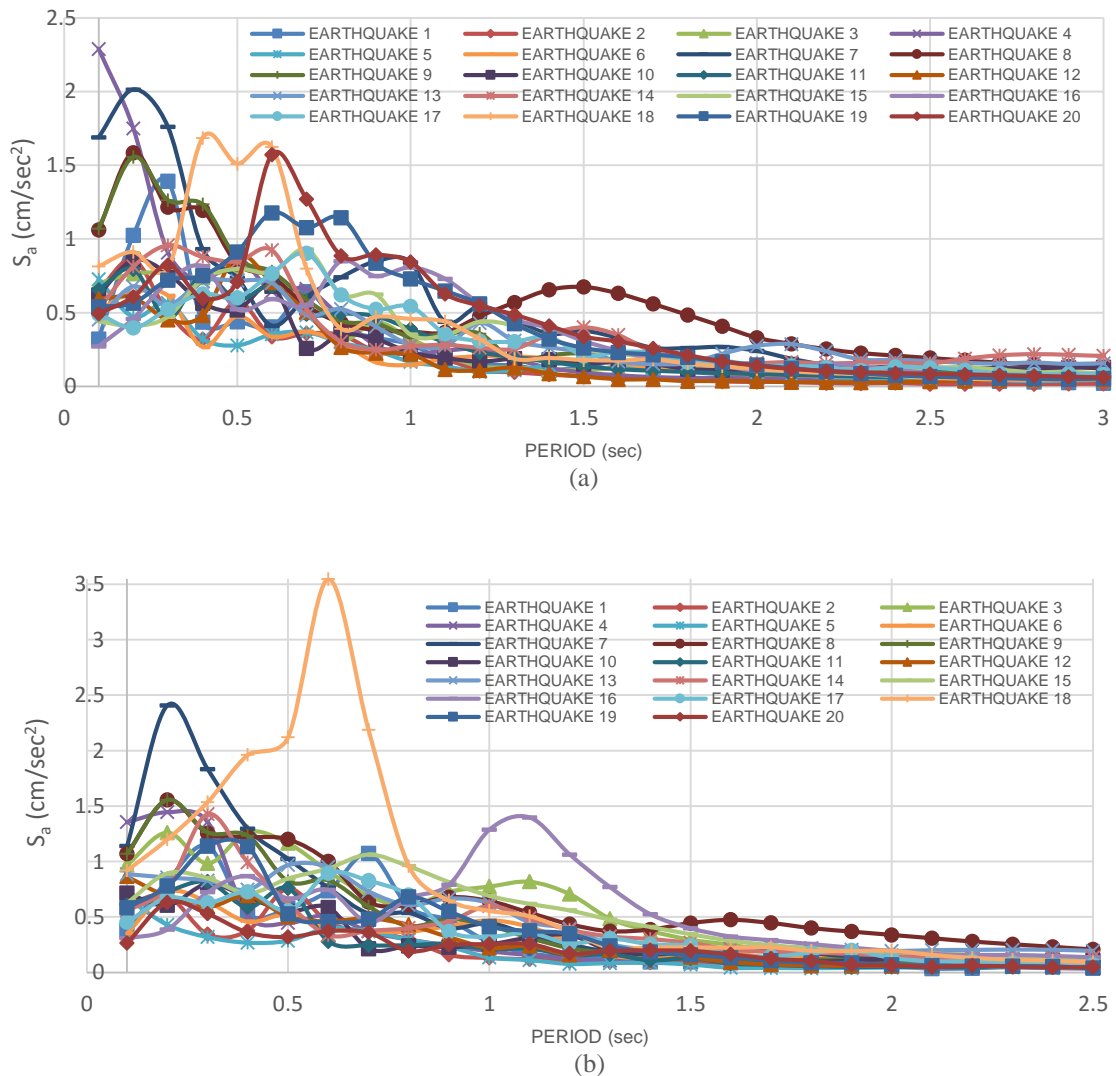 2.5
EARTHQUAKE 1 EARTHQUAKE 2 EARTHQUAKE 3 EARTHQUAKE 4
EARTHQUAKE 5 EARTHQUAKE 6 EARTHQUAKE 7 EARTHQUAKE 8
2
EARTHQUAKE 9 EARTHQUAKE 10 EARTHQUAKE 11 EARTHQUAKE 12
EARTHQUAKE 13 EARTHQUAKE 14 EARTHQUAKE 15 EARTHQUAKE 16
EARTHQUAKE 17 EARTHQUAKE 18 EARTHQUAKE 19 EARTHQUAKE 20
1.5
Sa (cm/sec²)
1
0.5
0
0 0.5 1 1.5 2 2.5 3
PERIOD (sec)
(a)
3.5
EARTHQUAKE 1 EARTHQUAKE 2 EARTHQUAKE 3
EARTHQUAKE 4 EARTHQUAKE 5 EARTHQUAKE 6
3
EARTHQUAKE 7 EARTHQUAKE 8 EARTHQUAKE 9
EARTHQUAKE 10 EARTHQUAKE 11 EARTHQUAKE 12
EARTHQUAKE 13 EARTHQUAKE 14 EARTHQUAKE 15
2.5
EARTHQUAKE 16 EARTHQUAKE 17 EARTHQUAKE 18
EARTHQUAKE 19 EARTHQUAKE 20
2
Sa (cm/sec²)
1.5
1
0.5
0
0 0.5 1 1.5 2 2.5
PERIOD (sec)
(b)